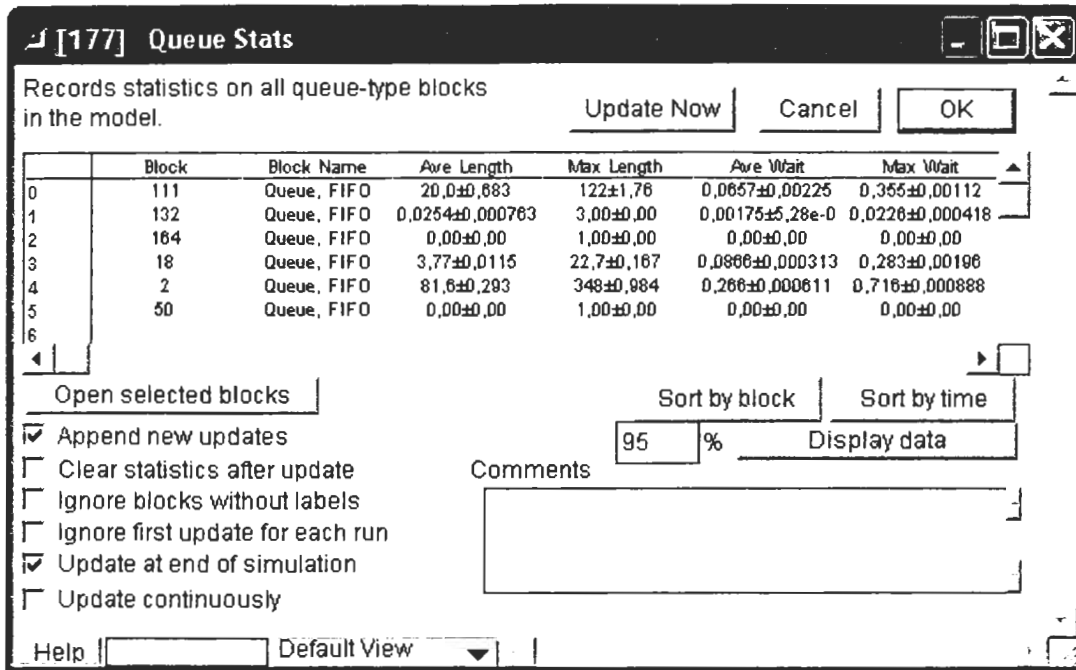 [177] Queue Stats
Records statistics on all queue-type blocks
in the model.
Update Now Cancel OK
Block Block Name Ave Length Max Length Ave Wait Max Wait
0 111 Queue, FIFO 20,0±0,683 122±1,76 0,0657±0,00225 0,355±0,00112
1 132 Queue, FIFO 0,0254±0,000763 3,00±0,00 0,00175±5,28e-0 0,0226±0,000418
2 164 Queue, FIFO 0,00±0,00 1,00±0,00 0,00±0,00 0,00±0,00
3 18 Queue, FIFO 3,77±0,0115 22,7±0,167 0,0866±0,000313 0,283±0,00196
4 2 Queue, FIFO 81,6±0,293 348±0,984 0,266±0,000611 0,716±0,000888
5 50 Queue, FIFO 0,00±0,00 1,00±0,00 0,00±0,00 0,00±0,00
6
Open selected blocks Sort by block Sort by time
Append new updates 95 % Display data
Clear statistics after update Comments
Ignore blocks without labels
Ignore first update for each run
Update at end of simulation
Update continuously
Help Default View